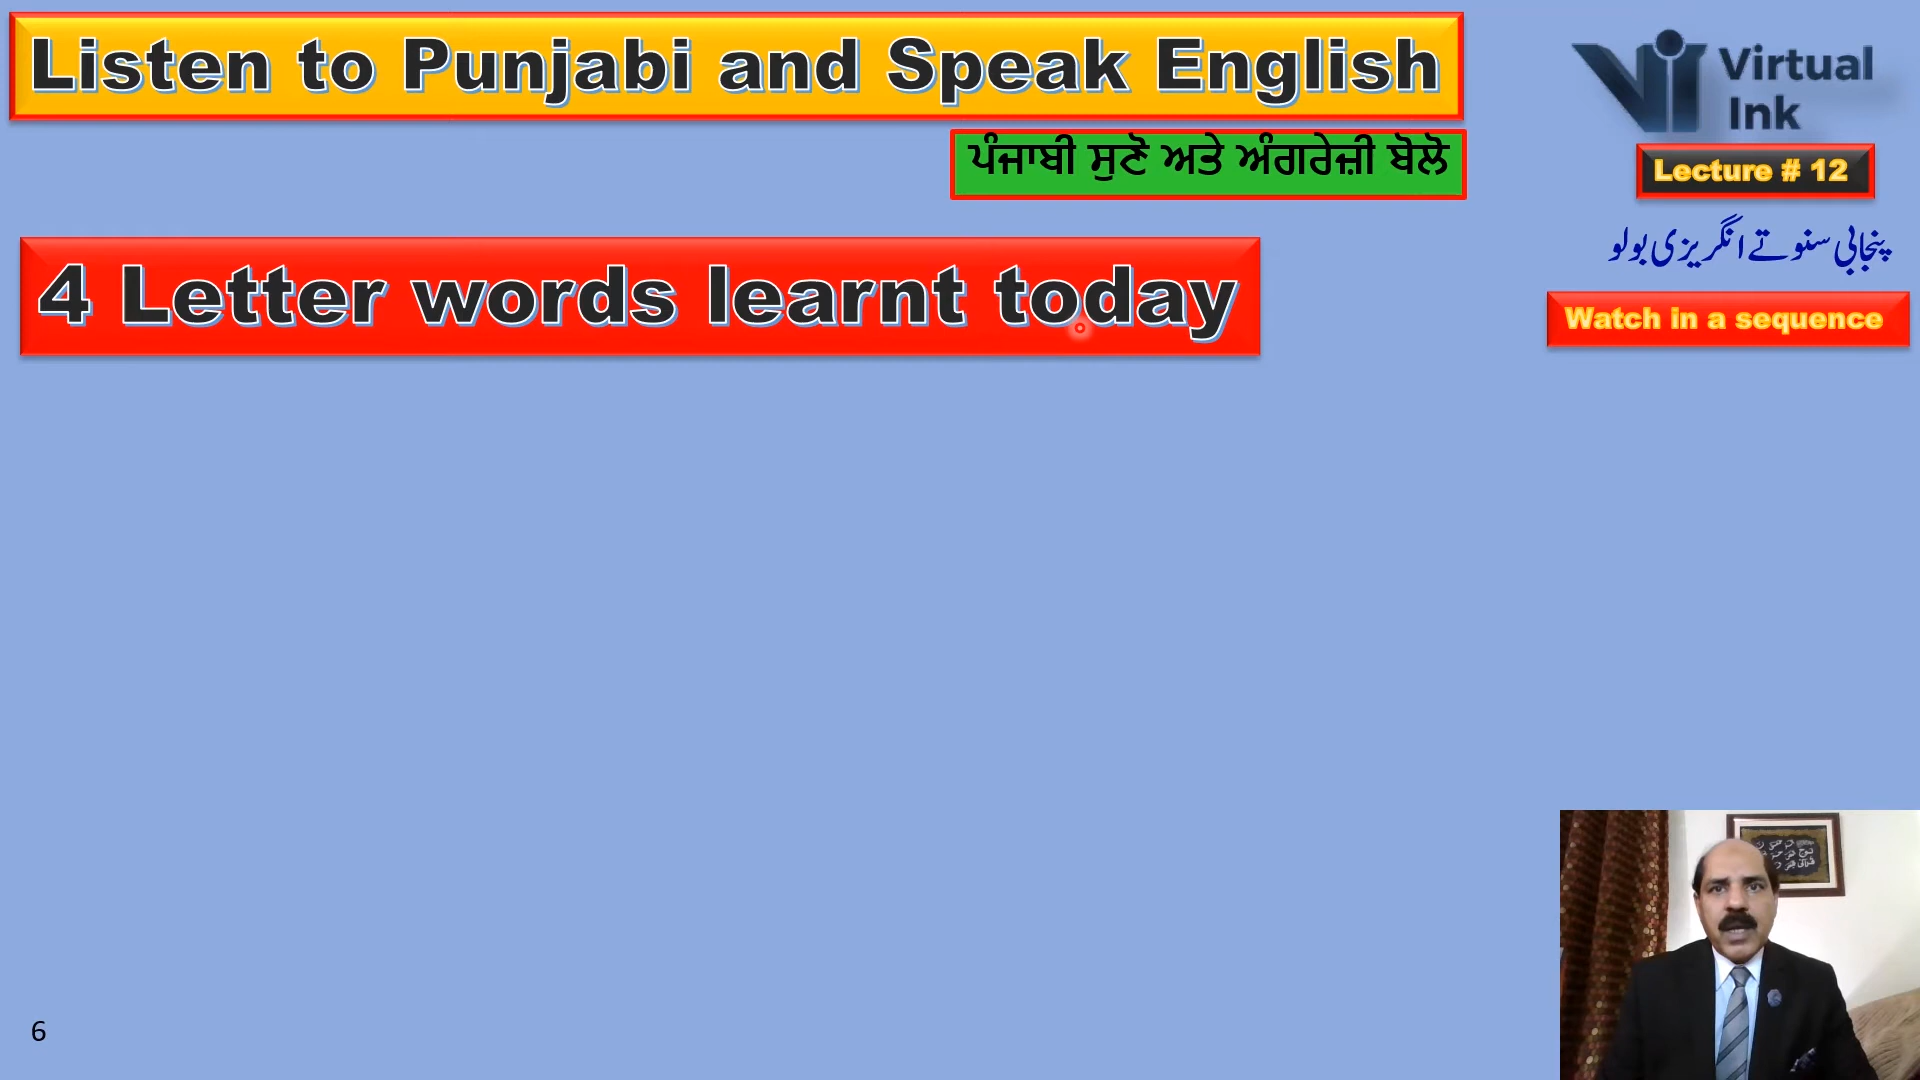 Listen to Punjabi and Speak English
Virtual
Ink
ਪੰਜਾਬੀ ਸੁਣੋ ਅਤੇ ਅੰਗਰੇਜ਼ੀ ਬੋਲੋ
Lecture # 12
پنجابی سنو تے انگریزی بولو
4 Letter words learnt today
Watch in a sequence
6